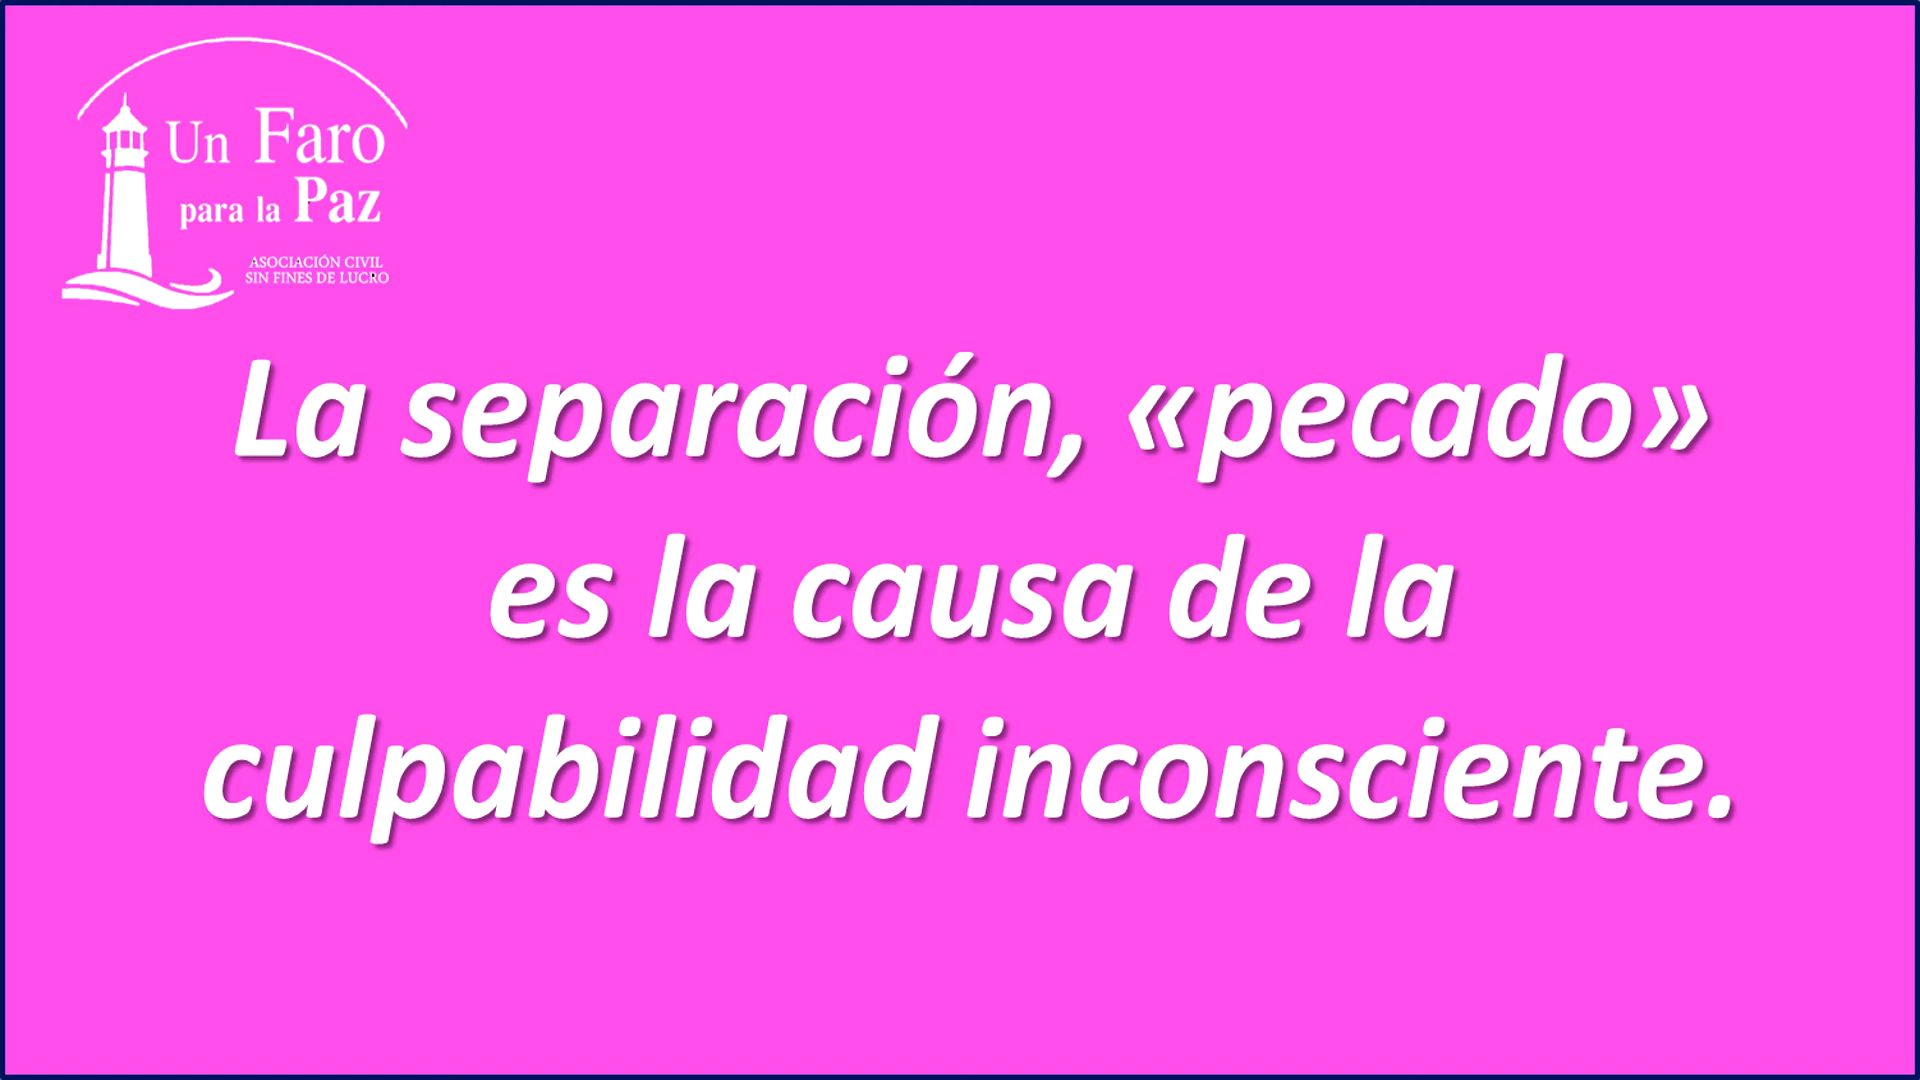 Un Faro
para la Paz
ASOCIACIÓN CIVIL
SIN FINES DE LUCRO
La separación, «pecado»
es la causa de la
culpabilidad inconsciente.